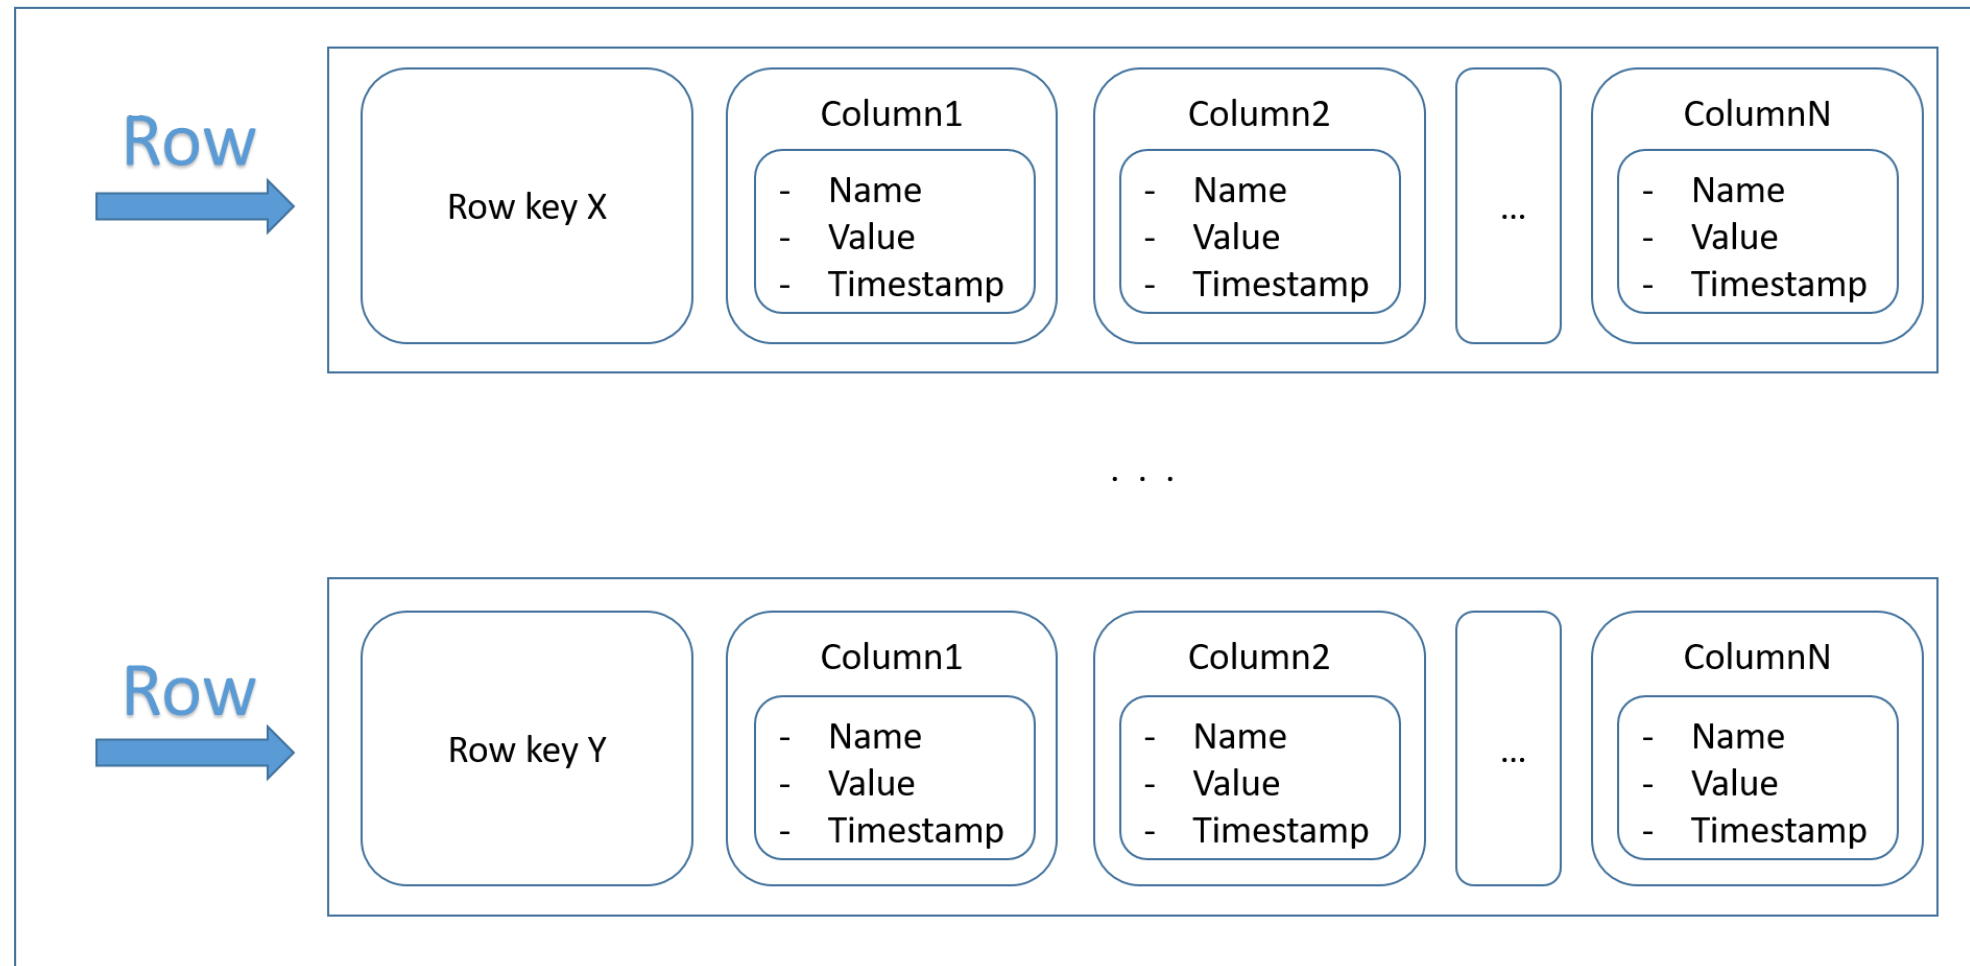 Row
Row key X
Column1
- Name
- Value
- Timestamp
Column2
- Name
- Value
- Timestamp
...
ColumnN
- Name
- Value
- Timestamp
. . .
Row
Row key Y
Column1
- Name
- Value
- Timestamp
Column2
- Name
- Value
- Timestamp
...
ColumnN
- Name
- Value
- Timestamp